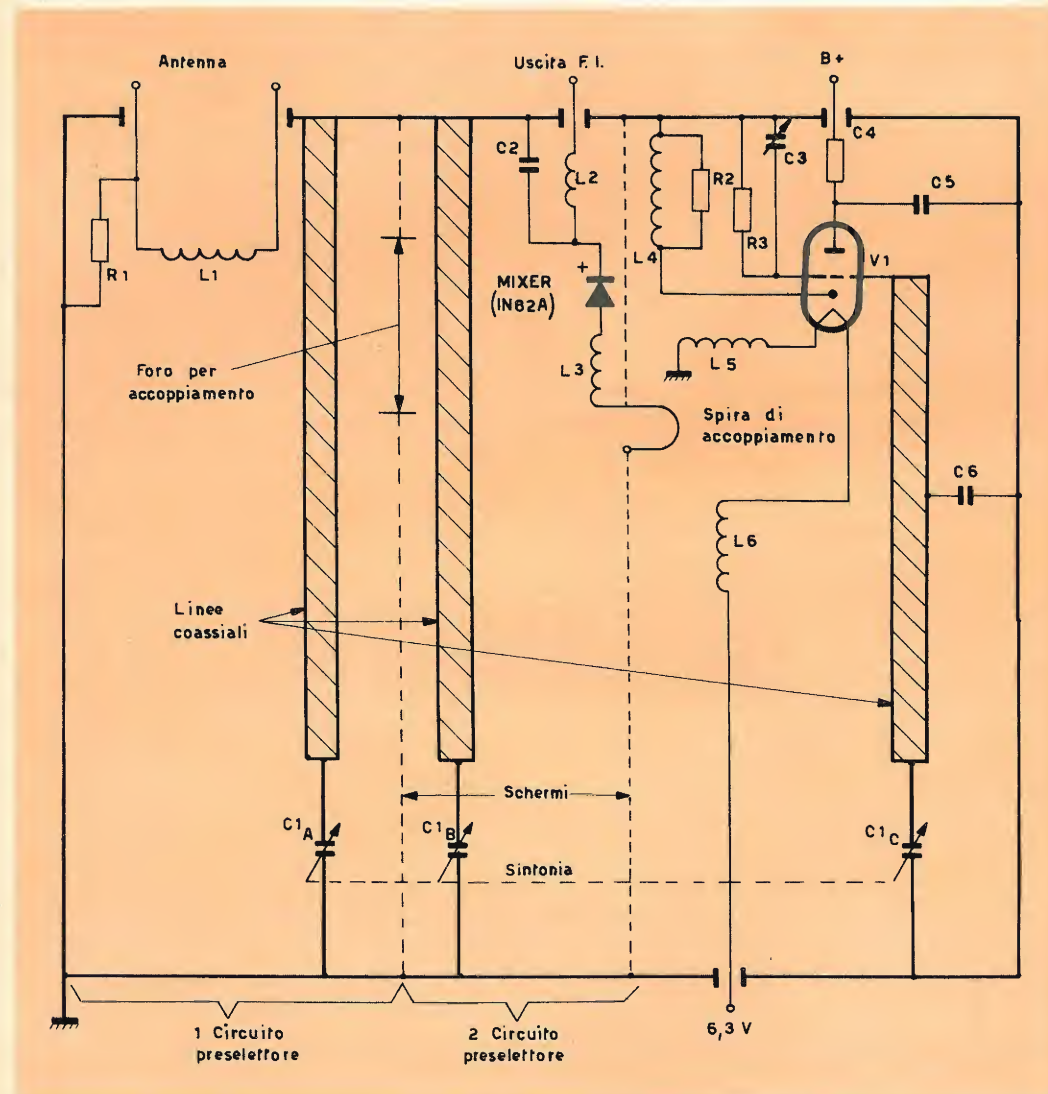 Antenna
Uscita F. I.
B+
C2
L2
C3
C4
C5
R2
R3
L4
V1
R1
L1
+
MIXER
(IN82A)
L3
L5
Foro per
accoppiamento
Spira di
accoppiamento
C6
L6
Linee
coassiali
Schermi
C1A
C1B
C1C
Sintonia
1 Circuito
preselettore
2 Circuito
preselettore
6,3 V